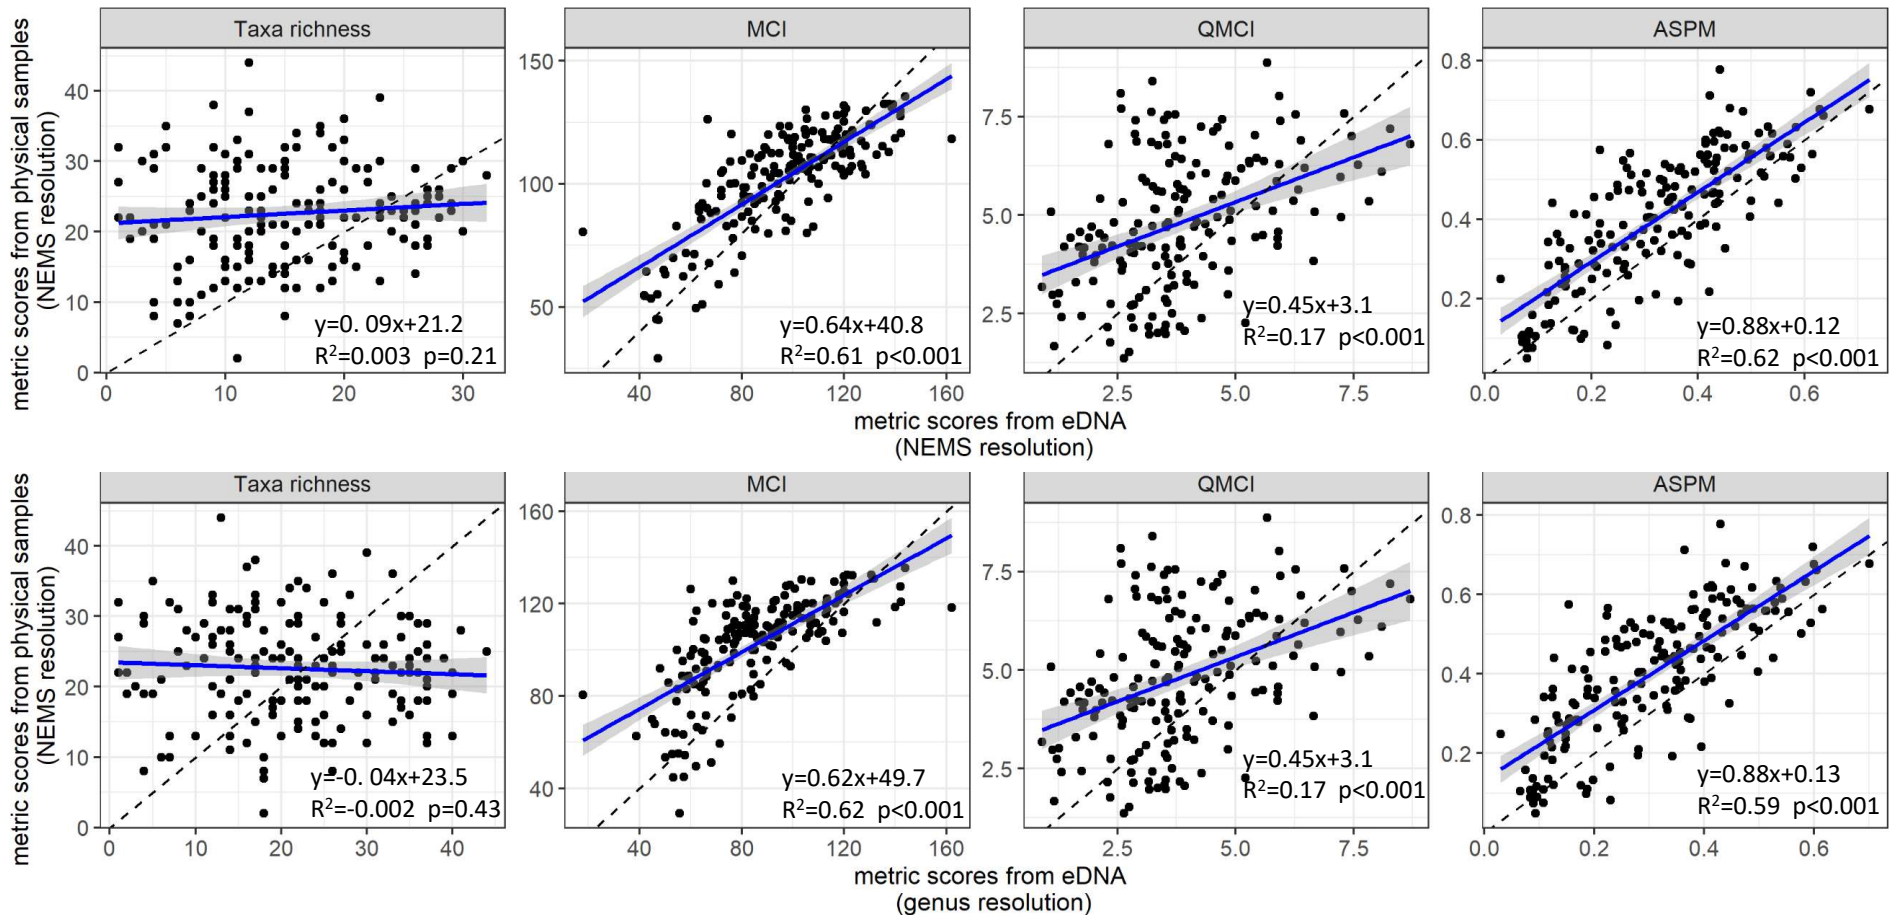 metric scores from physical samples
(NEMS resolution)
Taxa richness
0
10
20
30
40
0
10
20
30
y=0. 09x+21.2
R²=0.003 p=0.21
MCI
50
100
150
40
80
120
160
y=0.64x+40.8
R²=0.61 p<0.001
QMCI
2.5
5.0
7.5
2.5
5.0
7.5
y=0.45x+3.1
R²=0.17 p<0.001
ASPM
0.2
0.4
0.6
0.8
0.0
0.2
0.4
0.6
y=0.88x+0.12
R²=0.62 p<0.001
metric scores from eDNA
(NEMS resolution)
metric scores from physical samples
(NEMS resolution)
Taxa richness
0
10
20
30
40
0
10
20
30
40
y=-0. 04x+23.5
R²=-0.002 p=0.43
MCI
40
80
120
160
40
80
120
160
y=0.62x+49.7
R²=0.62 p<0.001
QMCI
2.5
5.0
7.5
2.5
5.0
7.5
y=0.45x+3.1
R²=0.17 p<0.001
ASPM
0.2
0.4
0.6
0.8
0.0
0.2
0.4
0.6
y=0.88x+0.13
R²=0.59 p<0.001
metric scores from eDNA
(genus resolution)